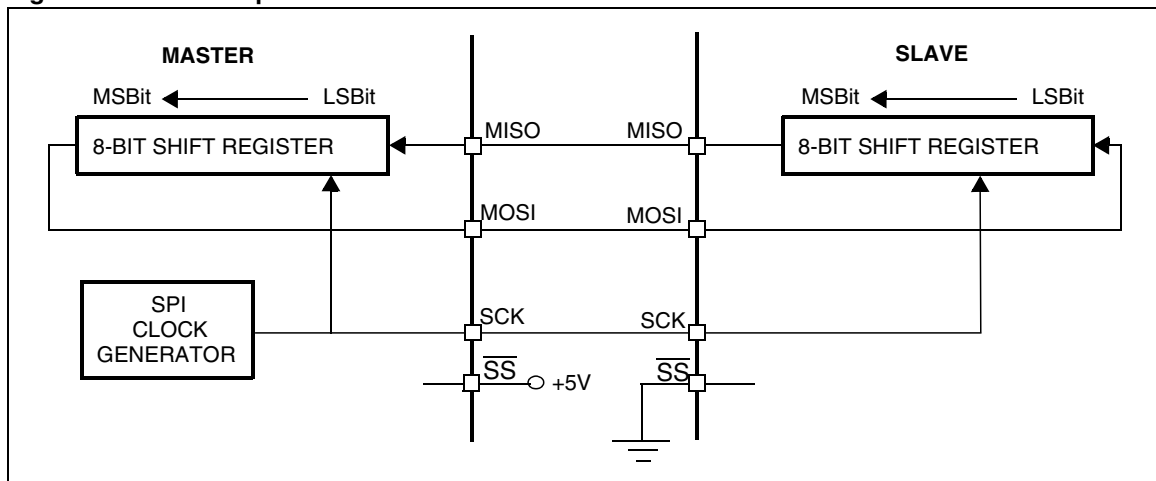 MASTER
MSBit LSBit
8-BIT SHIFT REGISTER
SPI
CLOCK
GENERATOR
MISO MISO
MOSI MOSI
SCK SCK
SS +5V SS
SLAVE
MSBit LSBit
8-BIT SHIFT REGISTER